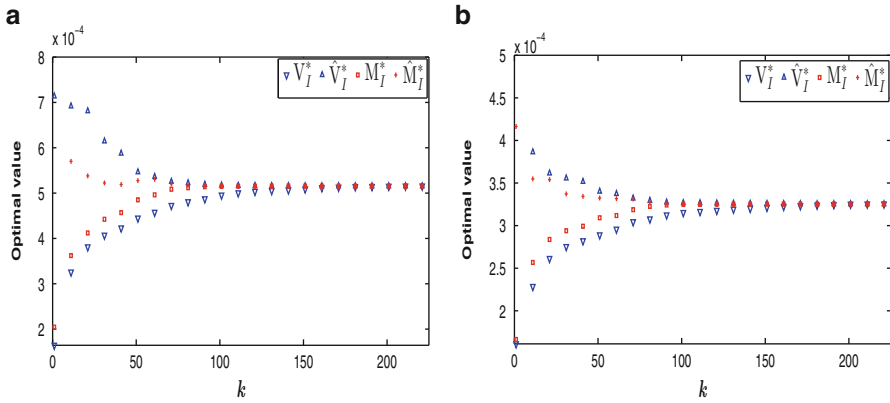 a
x 10⁻⁴
8
7
6
5
4
3
2
Optimal value
0 50 100 150 200
k
V*_I V̂*_I M*_I M̂*_I
b
x 10⁻⁴
5
4.5
4
3.5
3
2.5
2
Optimal value
0 50 100 150 200
k
V*_I V̂*_I M*_I M̂*_I